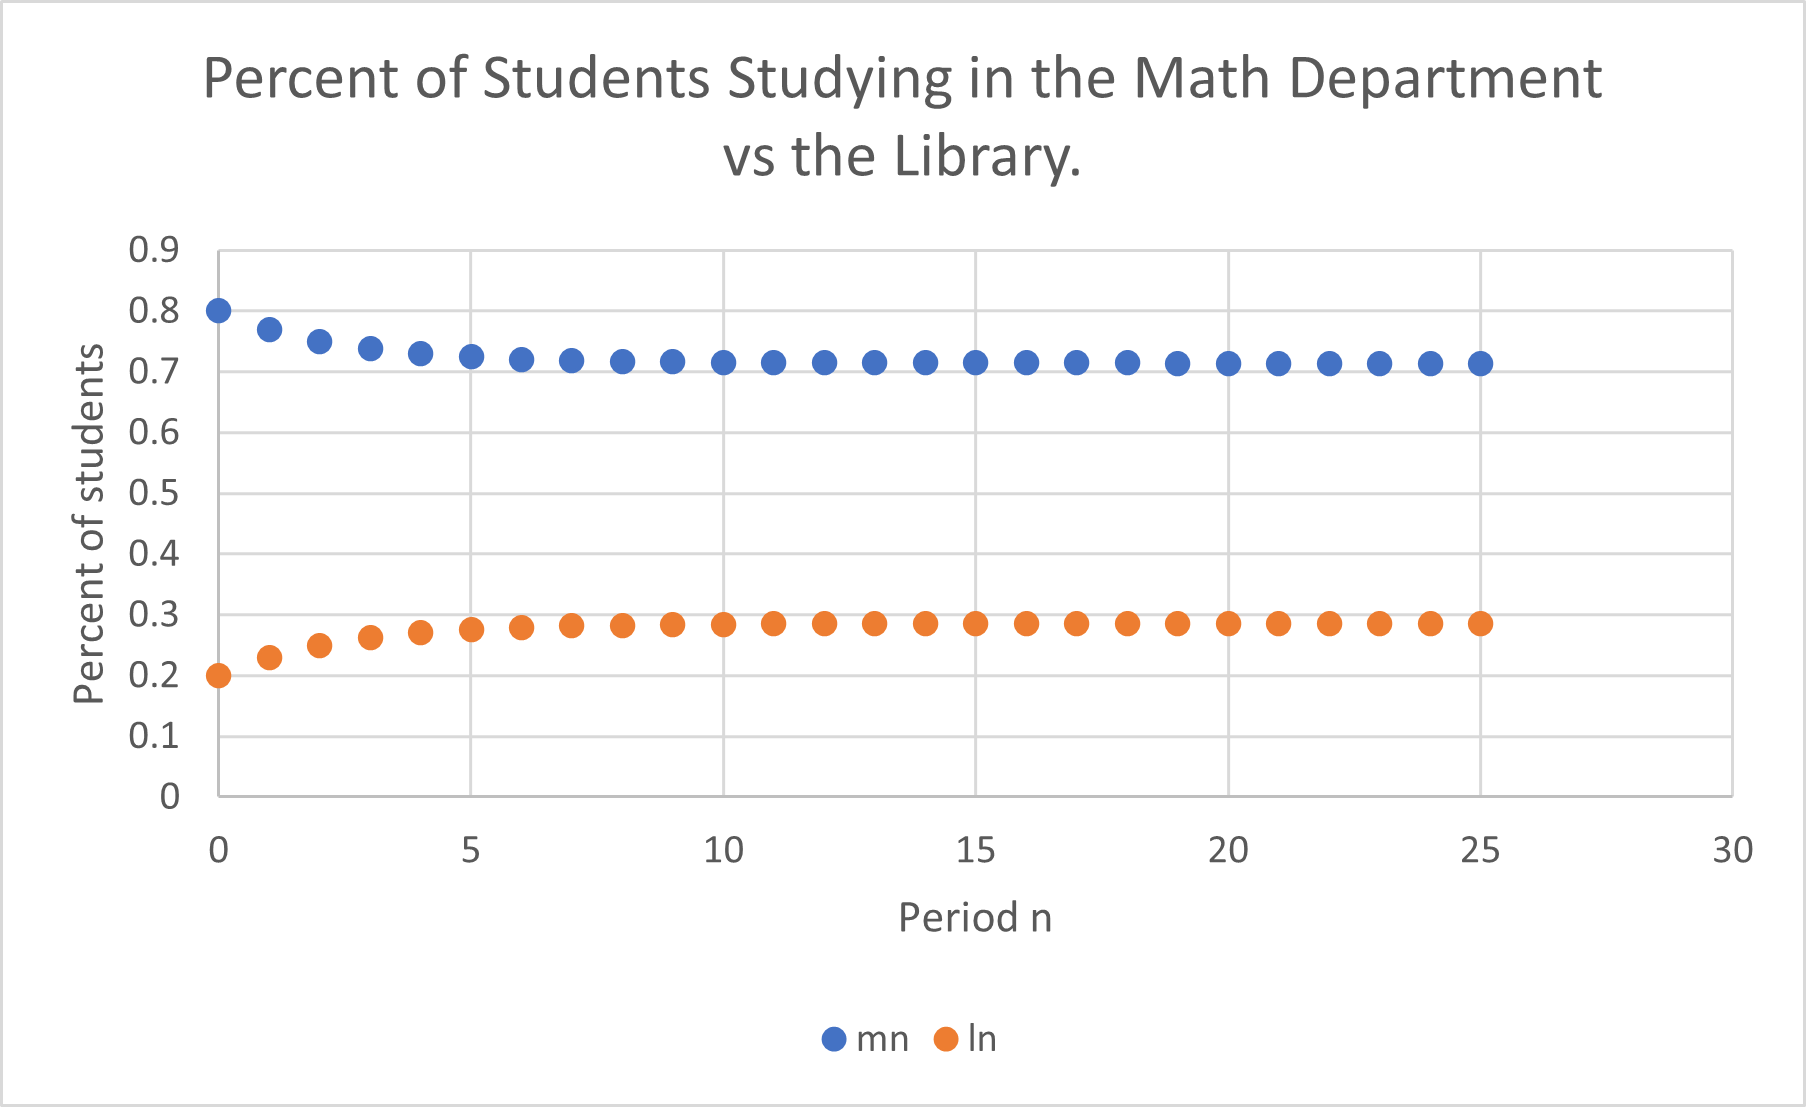 Percent of Students Studying in the Math Department
vs the Library.
0.9
0.8
0.7
0.6
0.5
0.4
0.3
0.2
0.1
0
Percent of students
0 5 10 15 20 25 30
Period n
mn ln